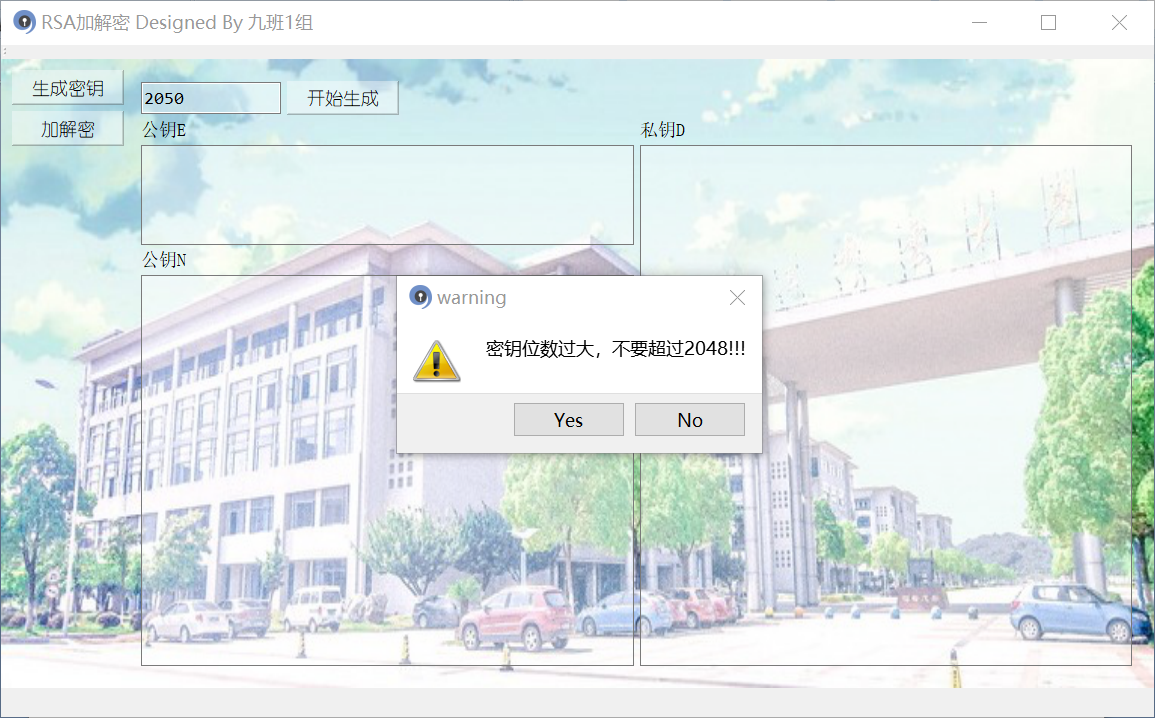 RSA加解密 Designed By 九班1组
生成密钥
2050
开始生成
加解密
公钥E
私钥D
公钥N
warning
密钥位数过大，不要超过2048!!!
Yes
No